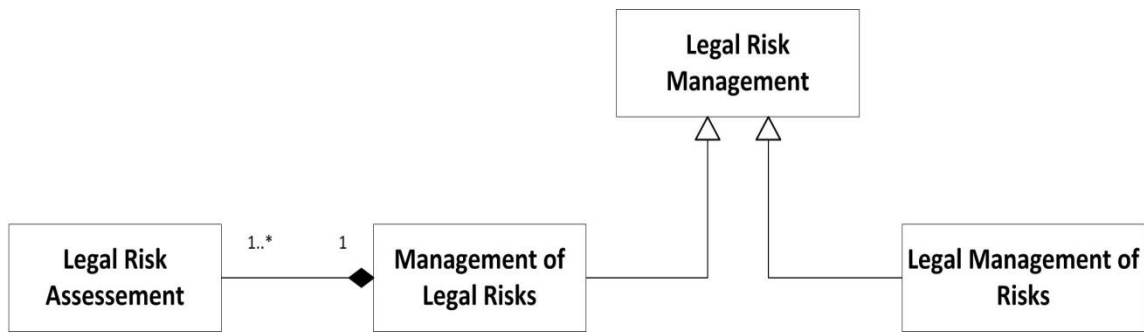 Legal Risk
Management
1..*
1
Legal Risk
Assessement
Management of
Legal Risks
Legal Management of
Risks